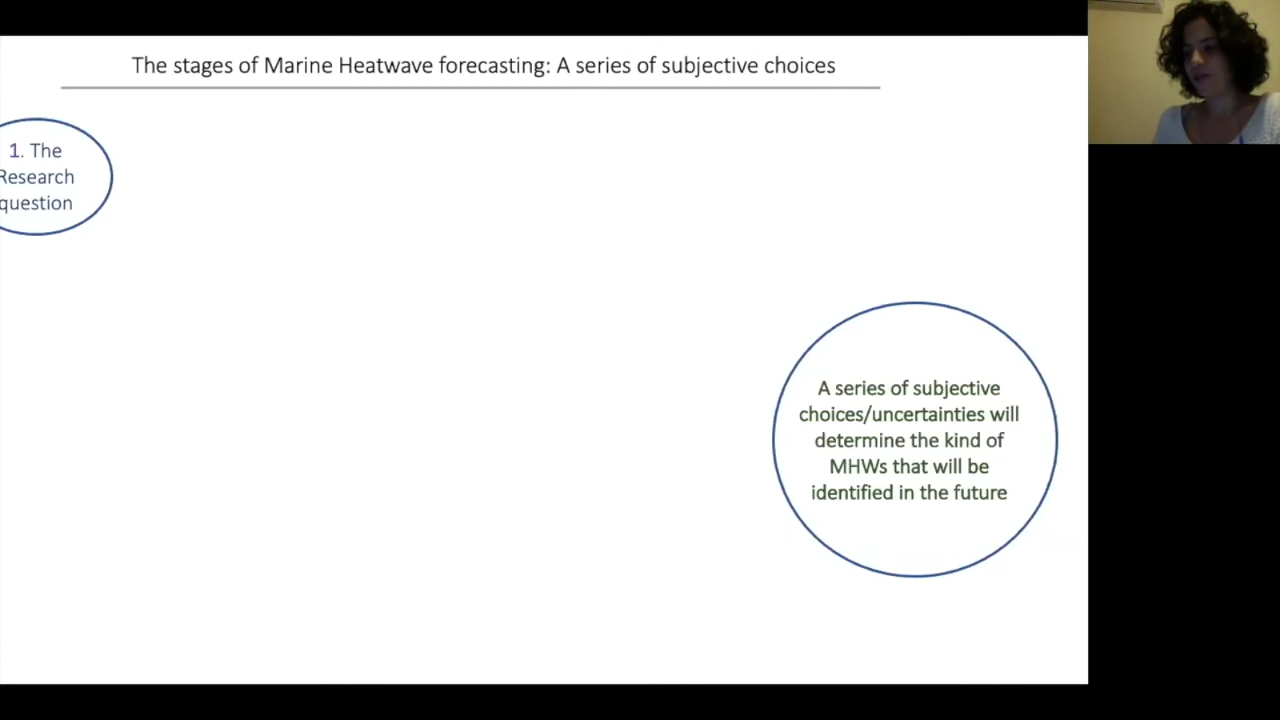 The stages of Marine Heatwave forecasting: A series of subjective choices
1. The
Research
question
A series of subjective
choices/uncertainties will
determine the kind of
MHWs that will be
identified in the future